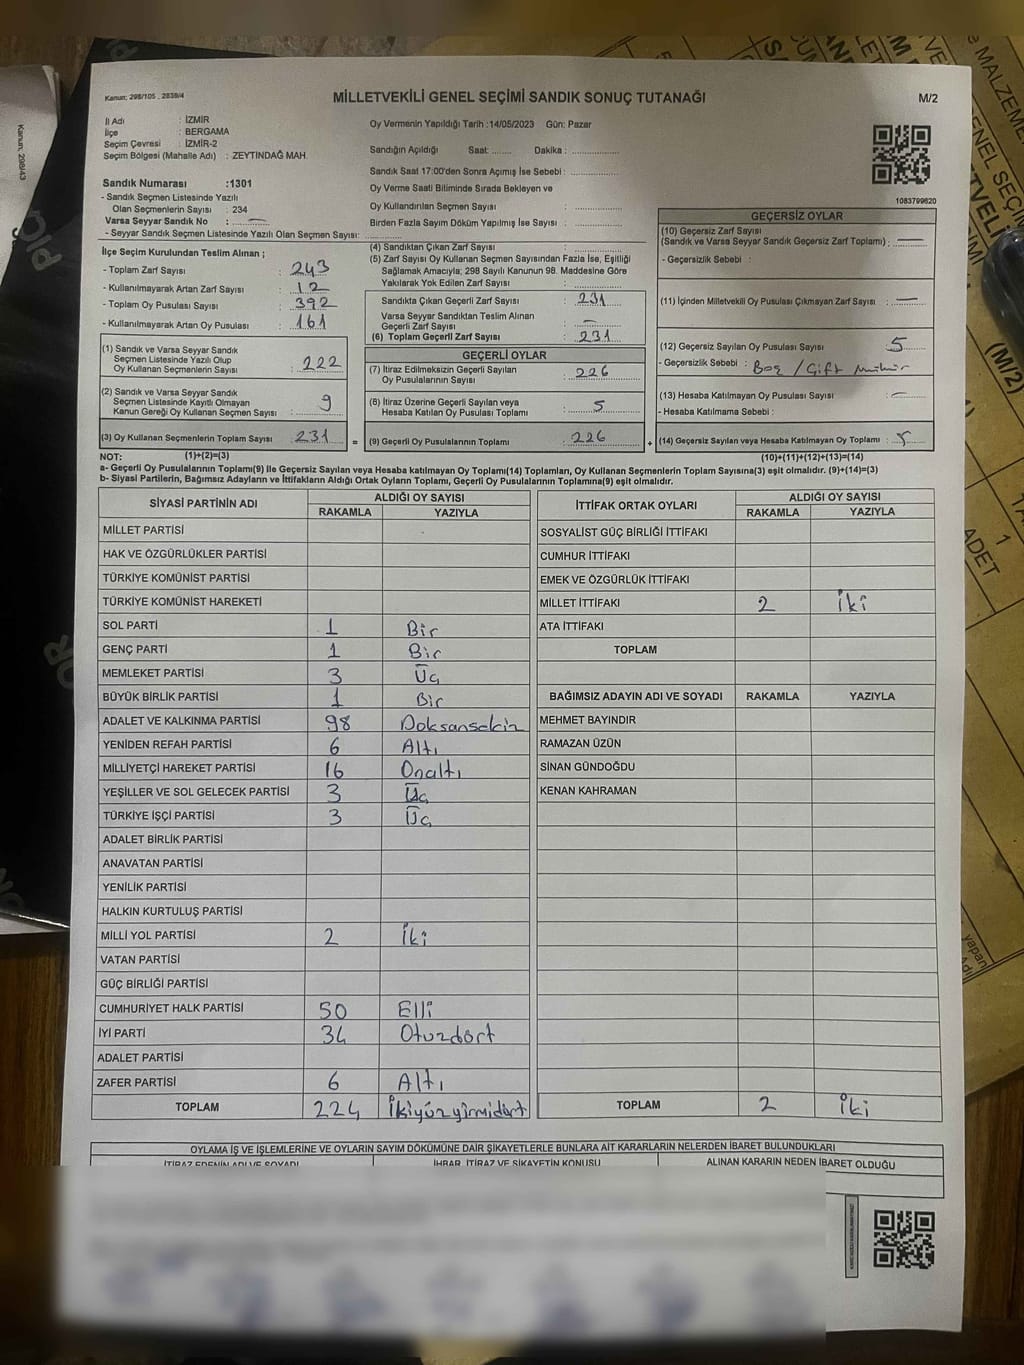 Kanun: 298/105 , 2839/4
MİLLETVEKİLİ GENEL SEÇİMİ SANDIK SONUÇ TUTANAĞI
M/2
İl Adı : İZMİR
İlçe : BERGAMA
Seçim Çevresi : İZMİR-2
Seçim Bölgesi (Mahalle Adı) : ZEYTİNDAĞ MAH.
Sandık Numarası :1301
- Sandık Seçmen Listesinde Yazılı
Olan Seçmenlerin Sayısı : 234
Varsa Seyyar Sandık No : —
- Seyyar Sandık Seçmen Listesinde Yazılı Olan Seçmen Sayısı:
Oy Vermenin Yapıldığı Tarih :14/05/2023 Gün: Pazar
Sandığın Açıldığı Saat: ....... Dakika : ..............
Sandık Saat 17:00'den Sonra Açımış İse Sebebi : ..............
Oy Verme Saati Bitiminde Sırada Bekleyen ve
Oy Kullandırılan Seçmen Sayısı : ..............
Birden Fazla Sayım Döküm Yapılmış İse Sayısı : ..............
1083799620
İlçe Seçim Kurulundan Teslim Alınan ;
- Toplam Zarf Sayısı : 243
- Kullanılmayarak Artan Zarf Sayısı : 12
- Toplam Oy Pusulası Sayısı : 392
- Kullanılmayarak Artan Oy Pusulası : 161
(1) Sandık ve Varsa Seyyar Sandık
Seçmen Listesinde Yazılı Olup
Oy Kullanan Seçmenlerin Sayısı : 222
(2) Sandık ve Varsa Seyyar Sandık
Seçmen Listesinde Kayıtlı Olmayan
Kanun Gereği Oy Kullanan Seçmen Sayısı : 9
(3) Oy Kullanan Seçmenlerin Toplam Sayısı : 231 =
(4) Sandıktan Çıkan Zarf Sayısı :
(5) Zarf Sayısı Oy Kullanan Seçmen Sayısından Fazla İse, Eşitliği
Sağlamak Amacıyla; 298 Sayılı Kanunun 98. Maddesine Göre
Yakılarak Yok Edilen Zarf Sayısı :
Sandıkta Çıkan Geçerli Zarf Sayısı : 231
Varsa Seyyar Sandıktan Teslim Alınan
Geçerli Zarf Sayısı : —
(6) Toplam Geçerli Zarf Sayısı : 231
GEÇERLİ OYLAR
(7) İtiraz Edilmeksizin Geçerli Sayılan
Oy Pusulalarının Sayısı : 226
(8) İtiraz Üzerine Geçerli Sayılan veya
Hesaba Katılan Oy Pusulası Toplamı : 5
(9) Geçerli Oy Pusulalarının Toplamı : 226 +
GEÇERSİZ OYLAR
(10) Geçersiz Zarf Sayısı
(Sandık ve Varsa Seyyar Sandık Geçersiz Zarf Toplamı) : —
- Geçersizlik Sebebi :
(11) İçinden Milletvekili Oy Pusulası Çıkmayan Zarf Sayısı : —
(12) Geçersiz Sayılan Oy Pusulası Sayısı : 5
- Geçersizlik Sebebi : Boş / Çift mühür
(13) Hesaba Katılmayan Oy Pusulası Sayısı : —
- Hesaba Katılmama Sebebi :
(14) Geçersiz Sayılan veya Hesaba Katılmayan Oy Toplamı : 5
NOT: (1)+(2)=(3) (10)+(11)+(12)+(13)=(14)
a- Geçerli Oy Pusulalarının Toplamı(9) ile Geçersiz Sayılan veya Hesaba katılmayan Oy Toplamı(14) Toplamları, Oy Kullanan Seçmenlerin Toplam Sayısına(3) eşit olmalıdır. (9)+(14)=(3)
b- Siyasi Partilerin, Bağımsız Adayların ve İttifakların Aldığı Ortak Oyların Toplamı, Geçerli Oy Pusulalarının Toplamına(9) eşit olmalıdır.
SİYASİ PARTİNİN ADI ALDIĞI OY SAYISI
RAKAMLA YAZIYLA
MİLLET PARTİSİ
HAK VE ÖZGÜRLÜKLER PARTİSİ
TÜRKİYE KOMÜNİST PARTİSİ
TÜRKİYE KOMÜNİST HAREKETİ
SOL PARTİ 1 Bir
GENÇ PARTİ 1 Bir
MEMLEKET PARTİSİ 3 Üç
BÜYÜK BİRLİK PARTİSİ 1 Bir
ADALET VE KALKINMA PARTİSİ 98 Doksansekiz
YENİDEN REFAH PARTİSİ 6 Altı
MİLLİYETÇİ HAREKET PARTİSİ 16 Onaltı
YEŞİLLER VE SOL GELECEK PARTİSİ 3 Üç
TÜRKİYE İŞÇİ PARTİSİ 3 Üç
ADALET BİRLİK PARTİSİ
ANAVATAN PARTİSİ
YENİLİK PARTİSİ
HALKIN KURTULUŞ PARTİSİ
MİLLİ YOL PARTİSİ 2 İki
VATAN PARTİSİ
GÜÇ BİRLİĞİ PARTİSİ
CUMHURİYET HALK PARTİSİ 50 Elli
İYİ PARTİ 34 Otuzdört
ADALET PARTİSİ
ZAFER PARTİSİ 6 Altı
TOPLAM 224 İkiyüzyirmidört
İTTİFAK ORTAK OYLARI ALDIĞI OY SAYISI
RAKAMLA YAZIYLA
SOSYALİST GÜÇ BİRLİĞİ İTTİFAKI
CUMHUR İTTİFAKI
EMEK VE ÖZGÜRLÜK İTTİFAKI
MİLLET İTTİFAKI 2 İki
ATA İTTİFAKI
TOPLAM
BAĞIMSIZ ADAYIN ADI VE SOYADI RAKAMLA YAZIYLA
MEHMET BAYINDIR
RAMAZAN ÜZÜN
SİNAN GÜNDOĞDU
KENAN KAHRAMAN
TOPLAM 2 İki
OYLAMA İŞ VE İŞLEMLERİNE VE OYLARIN SAYIM DÖKÜMÜNE DAİR ŞİKAYETLERLE BUNLARA AİT KARARLARIN NELERDEN İBARET BULUNDUKLARI
İTİRAZ EDENİN ADI VE SOYADI İHBAR, İTİRAZ VE ŞİKAYETİN KONUSU ALINAN KARARIN NEDEN İBARET OLDUĞU
Kanun, 298/43
(M/2)
1
ADET
yapan